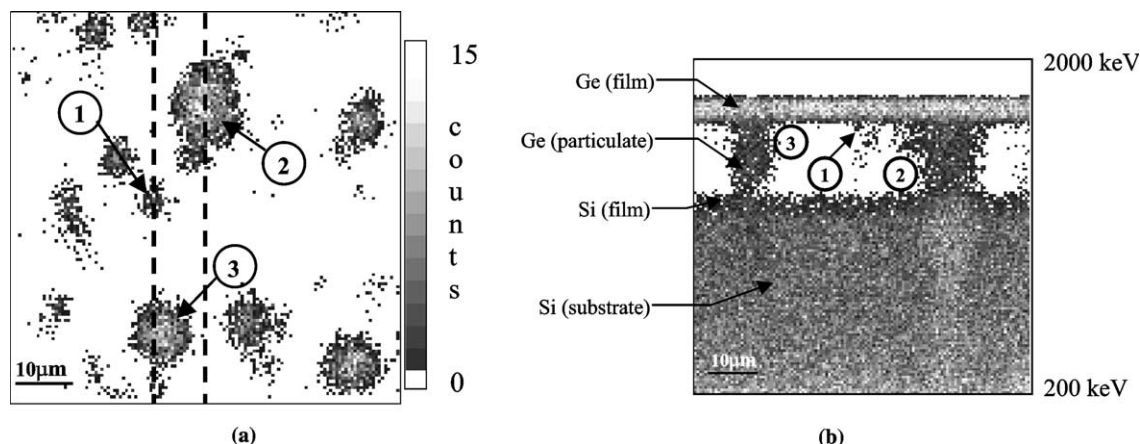 1
2
3
10µm
15
counts
0
(a)
2000 keV
Ge (film)
Ge (particulate)
Si (film)
Si (substrate)
3
1
2
10µm
200 keV
(b)